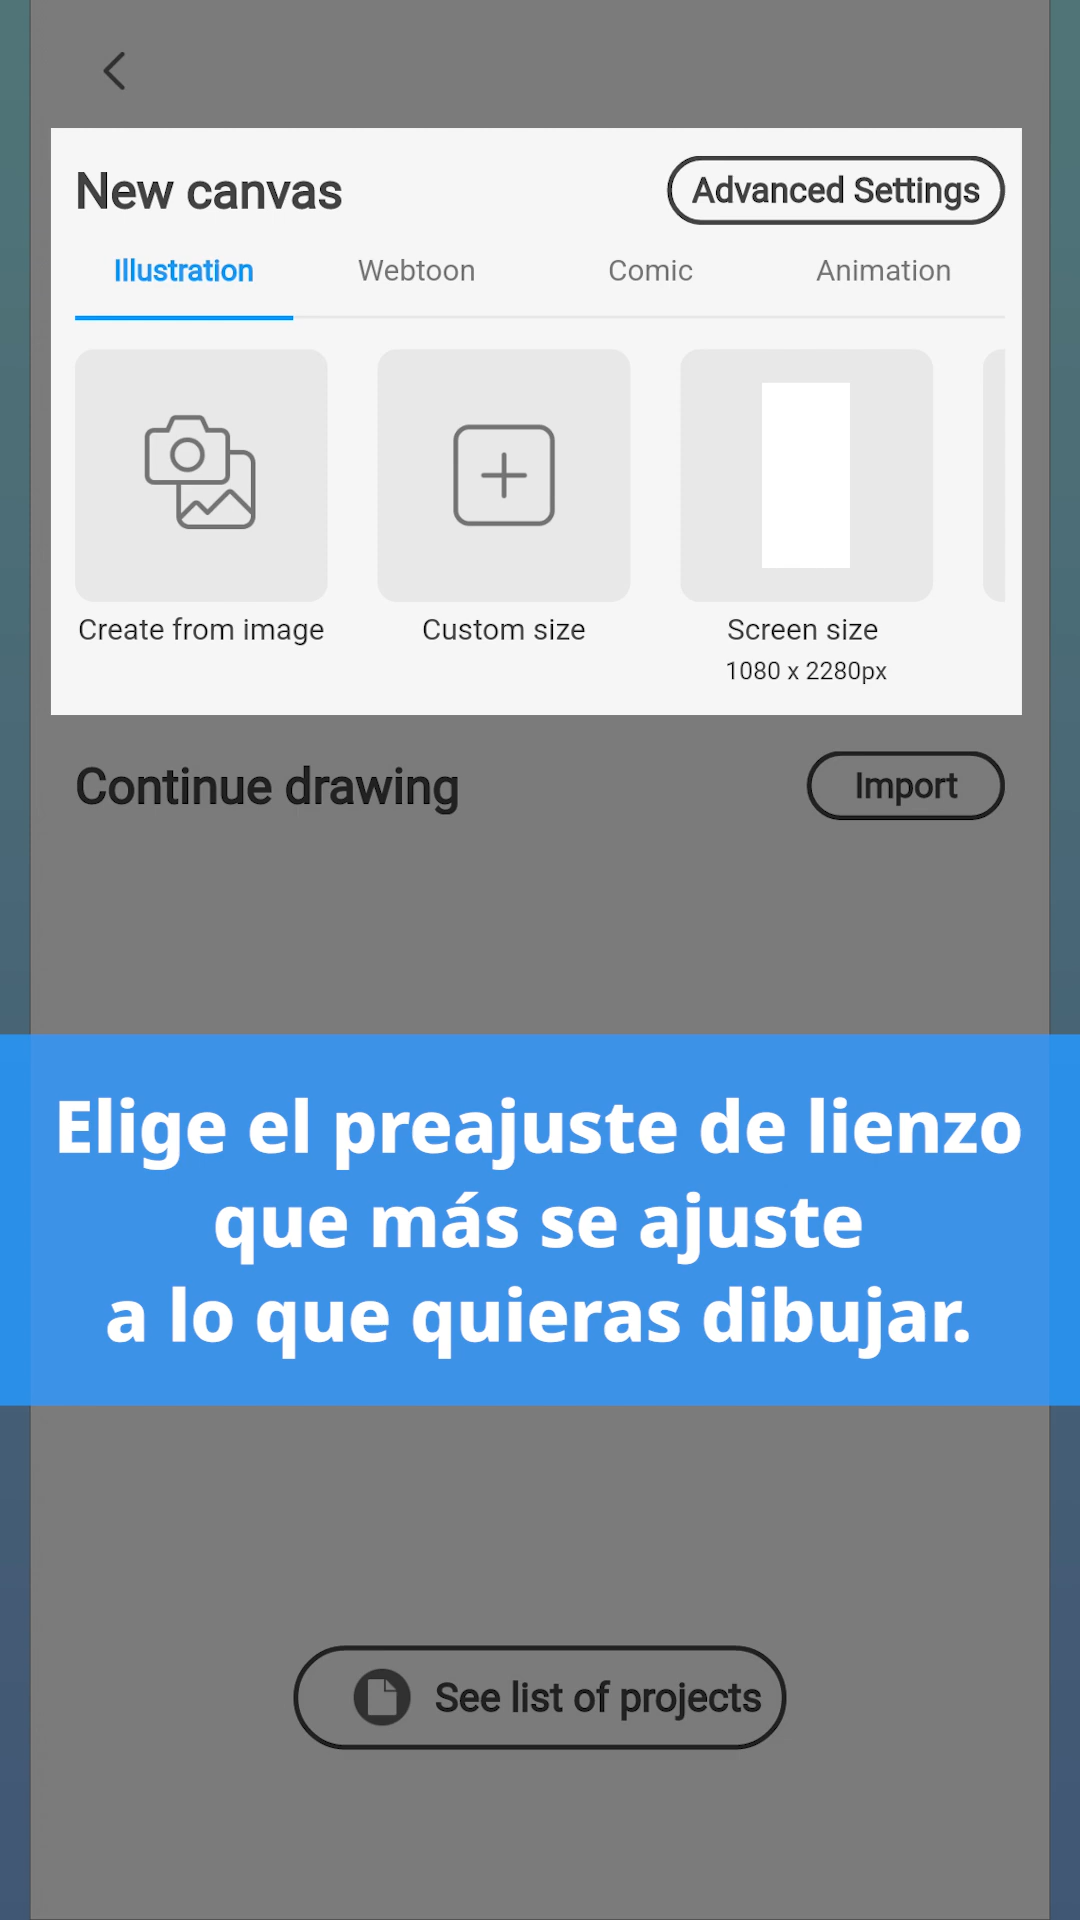 New canvas
Advanced Settings
Illustration
Webtoon
Comic
Animation
Create from image
Custom size
Screen size
1080 x 2280px
Continue drawing
Import
Elige el preajuste de lienzo
que más se ajuste
a lo que quieras dibujar.
See list of projects